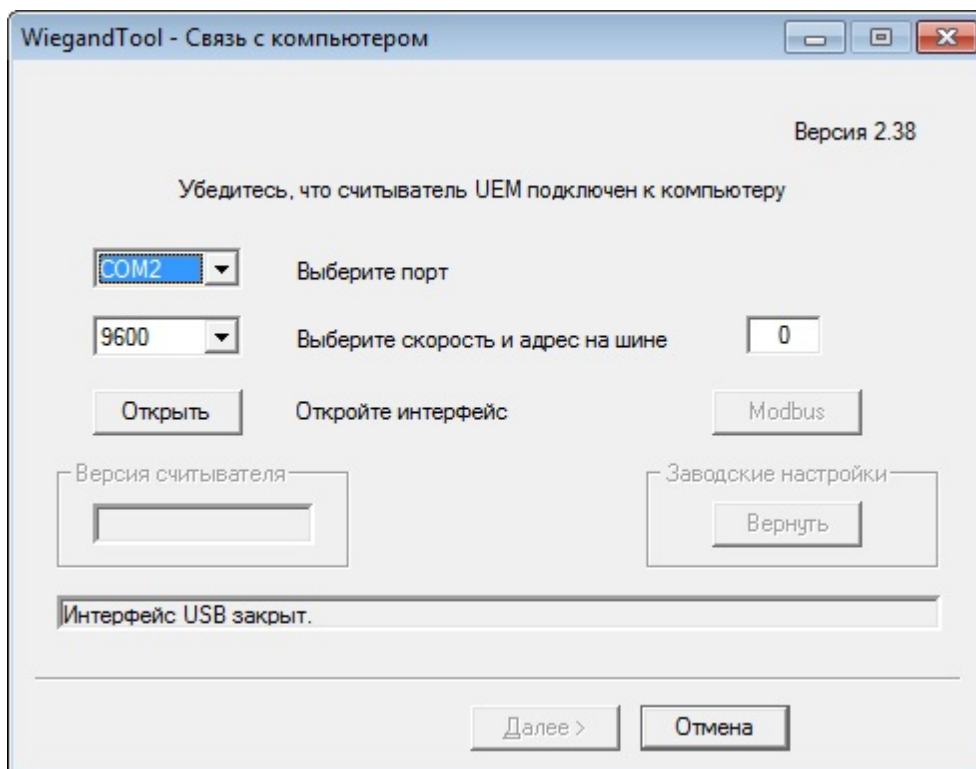 WiegandTool - Связь с компьютером
Версия 2.38
Убедитесь, что считыватель UEM подключен к компьютеру
COM2 Выберите порт
9600 Выберите скорость и адрес на шине 0
Открыть Откройте интерфейс Modbus
Версия считывателя Заводские настройки
Вернуть
Интерфейс USB закрыт.
Далее > Отмена